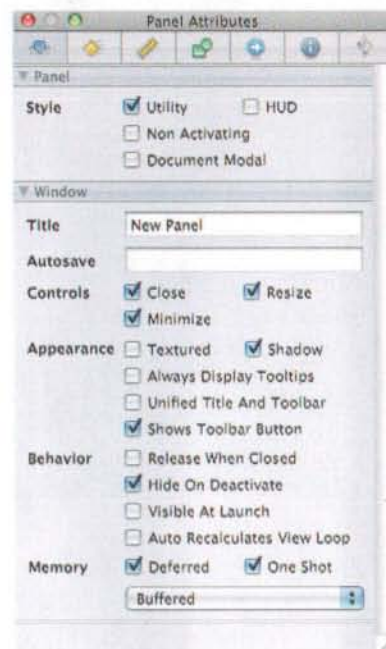 Panel Attributes
Panel
Style Utility HUD
Non Activating
Document Modal
Window
Title New Panel
Autosave
Controls Close Resize
Minimize
Appearance Textured Shadow
Always Display Tooltips
Unified Title And Toolbar
Shows Toolbar Button
Behavior Release When Closed
Hide On Deactivate
Visible At Launch
Auto Recalculates View Loop
Memory Deferred One Shot
Buffered